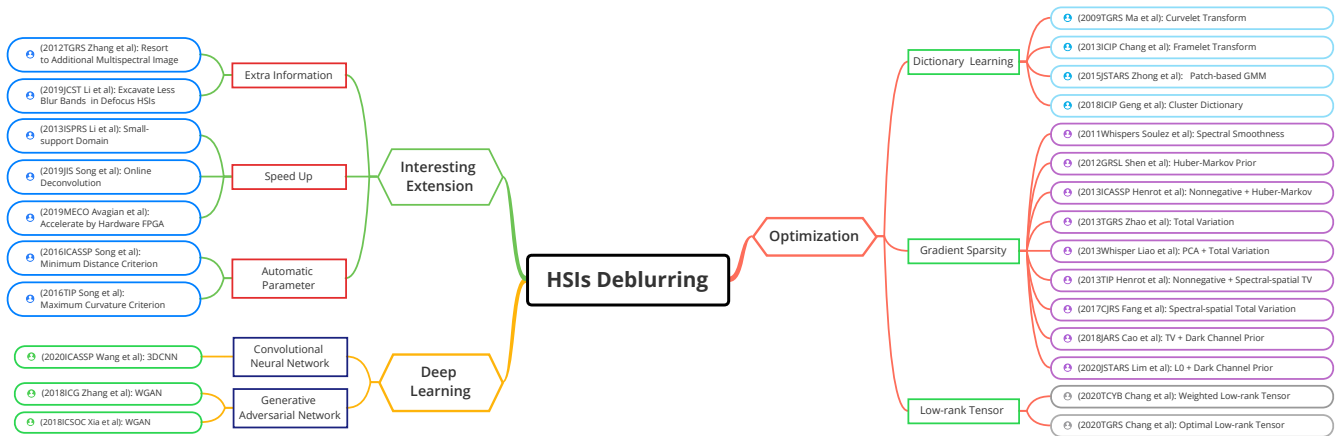 (2012TGRS Zhang et al): Resort
to Additional Multispectral Image
(2019JCST Li et al): Excavate Less
Blur Bands in Defocus HSIs
Extra Information
(2013ISPRS Li et al): Small-
support Domain
(2019JIS Song et al): Online
Deconvolution
(2019MECO Avagian et al):
Accelerate by Hardware FPGA
Speed Up
(2016ICASSP Song et al):
Minimum Distance Criterion
(2016TIP Song et al):
Maximum Curvature Criterion
Automatic
Parameter
Interesting
Extension
(2020ICASSP Wang et al): 3DCNN
Convolutional
Neural Network
(2018ICG Zhang et al): WGAN
(2018ICSOC Xia et al): WGAN
Generative
Adversarial Network
Deep
Learning
HSIs Deblurring
Optimization
Dictionary Learning
(2009TGRS Ma et al): Curvelet Transform
(2013ICIP Chang et al): Framelet Transform
(2015JSTARS Zhong et al): Patch-based GMM
(2018ICIP Geng et al): Cluster Dictionary
Gradient Sparsity
(2011Whispers Soulez et al): Spectral Smoothness
(2012GRSL Shen et al): Huber-Markov Prior
(2013ICASSP Henrot et al): Nonnegative + Huber-Markov
(2013TGRS Zhao et al): Total Variation
(2013Whisper Liao et al): PCA + Total Variation
(2013TIP Henrot et al): Nonnegative + Spectral-spatial TV
(2017CJRS Fang et al): Spectral-spatial Total Variation
(2018JARS Cao et al): TV + Dark Channel Prior
(2020JSTARS Lim et al): L0 + Dark Channel Prior
Low-rank Tensor
(2020TCYB Chang et al): Weighted Low-rank Tensor
(2020TGRS Chang et al): Optimal Low-rank Tensor